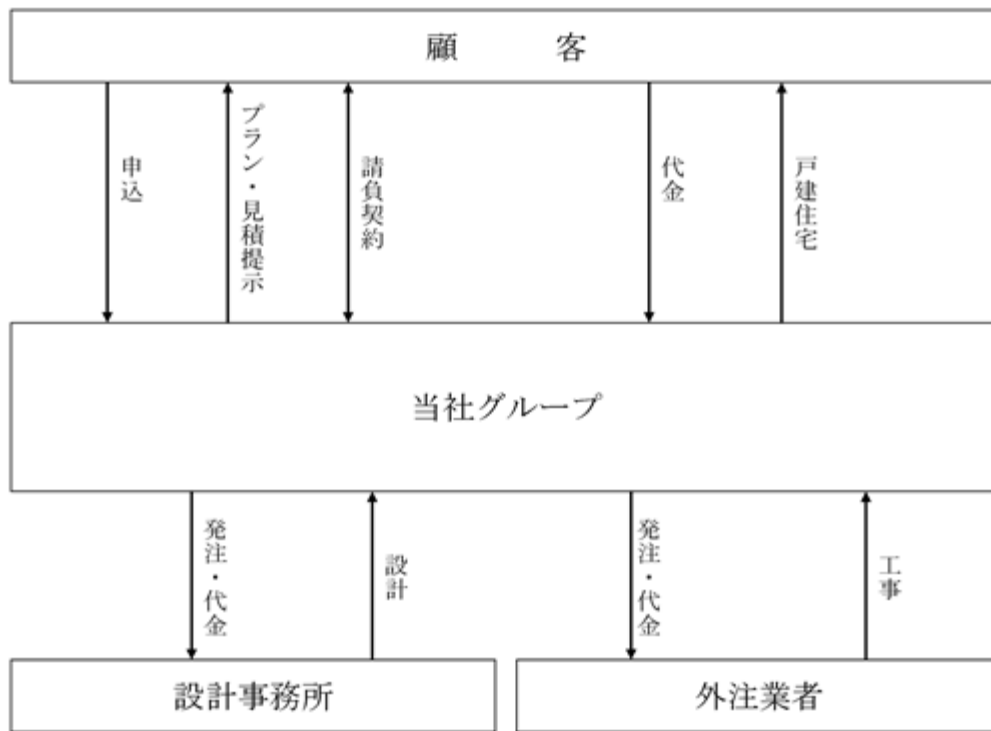 顧客
申込
プラン・見積提示
請負契約
代金
戸建住宅
当社グループ
発注・代金
設計
発注・代金
工事
設計事務所
外注業者